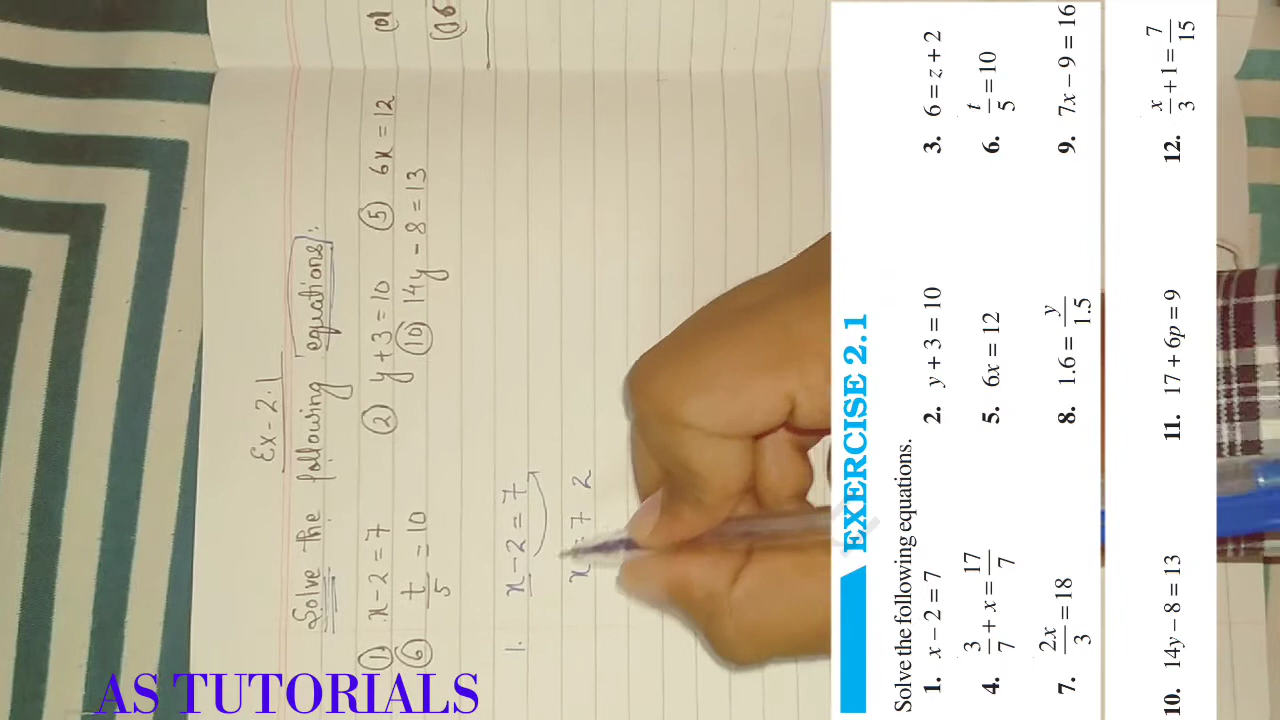 Ex-2.1
Solve the following equations:
① x-2=7 ② y+3=10 ⑤ 6x=12
⑥ t/5=10 ⑩ 14y-8=13
1. x-2=7
x=7 2
EXERCISE 2.1
Solve the following equations.
1. x – 2 = 7 2. y + 3 = 10 3. 6 = z + 2
4. 3/7 + x = 17/7 5. 6x = 12 6. t/5 = 10
7. 2x/3 = 18 8. 1.6 = y/1.5 9. 7x – 9 = 16
10. 14y – 8 = 13 11. 17 + 6p = 9 12. x/3 + 1 = 7/15
AS TUTORIALS